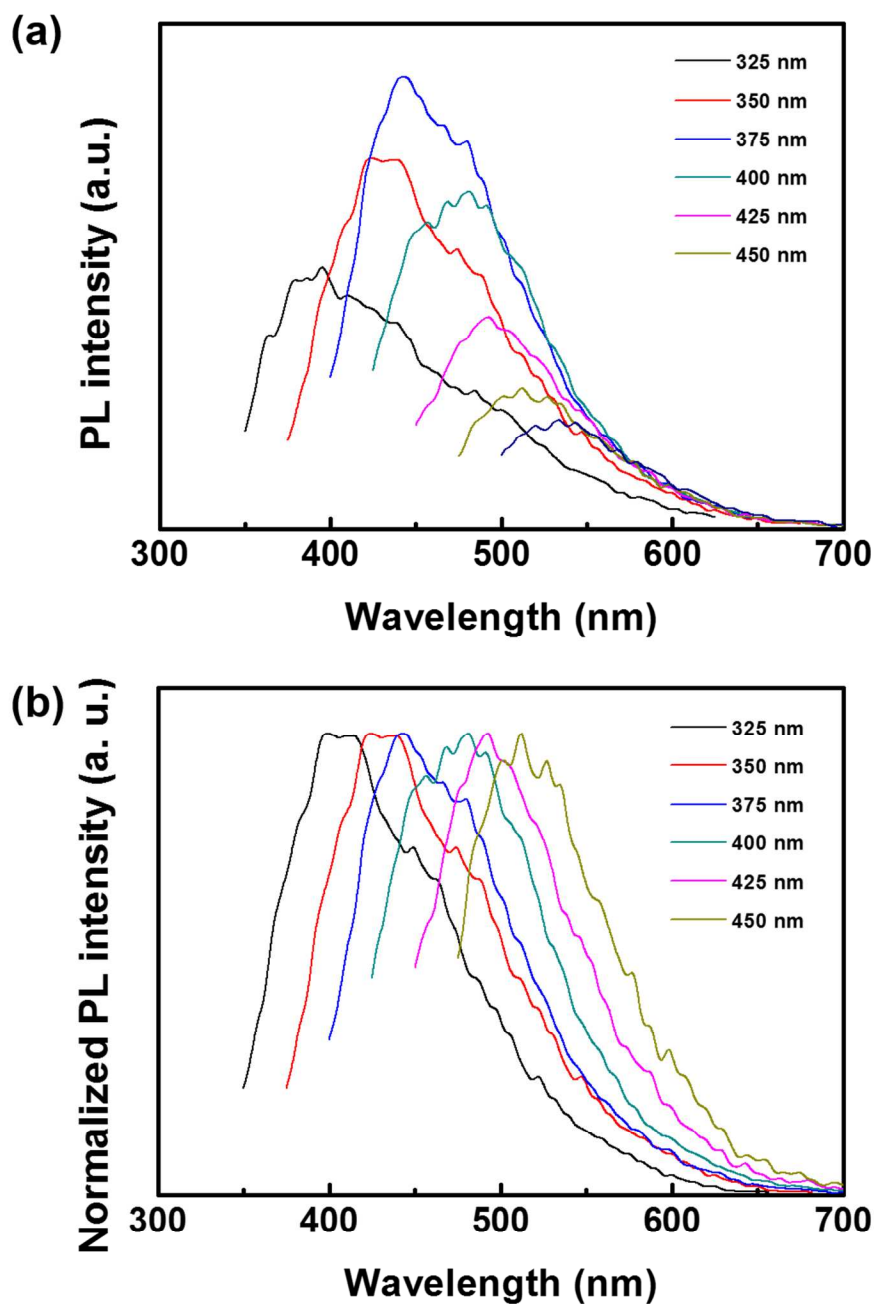 (a)
PL intensity (a.u.)
325 nm
350 nm
375 nm
400 nm
425 nm
450 nm
300 400 500 600 700
Wavelength (nm)
(b)
Normalized PL intensity (a. u.)
325 nm
350 nm
375 nm
400 nm
425 nm
450 nm
300 400 500 600 700
Wavelength (nm)